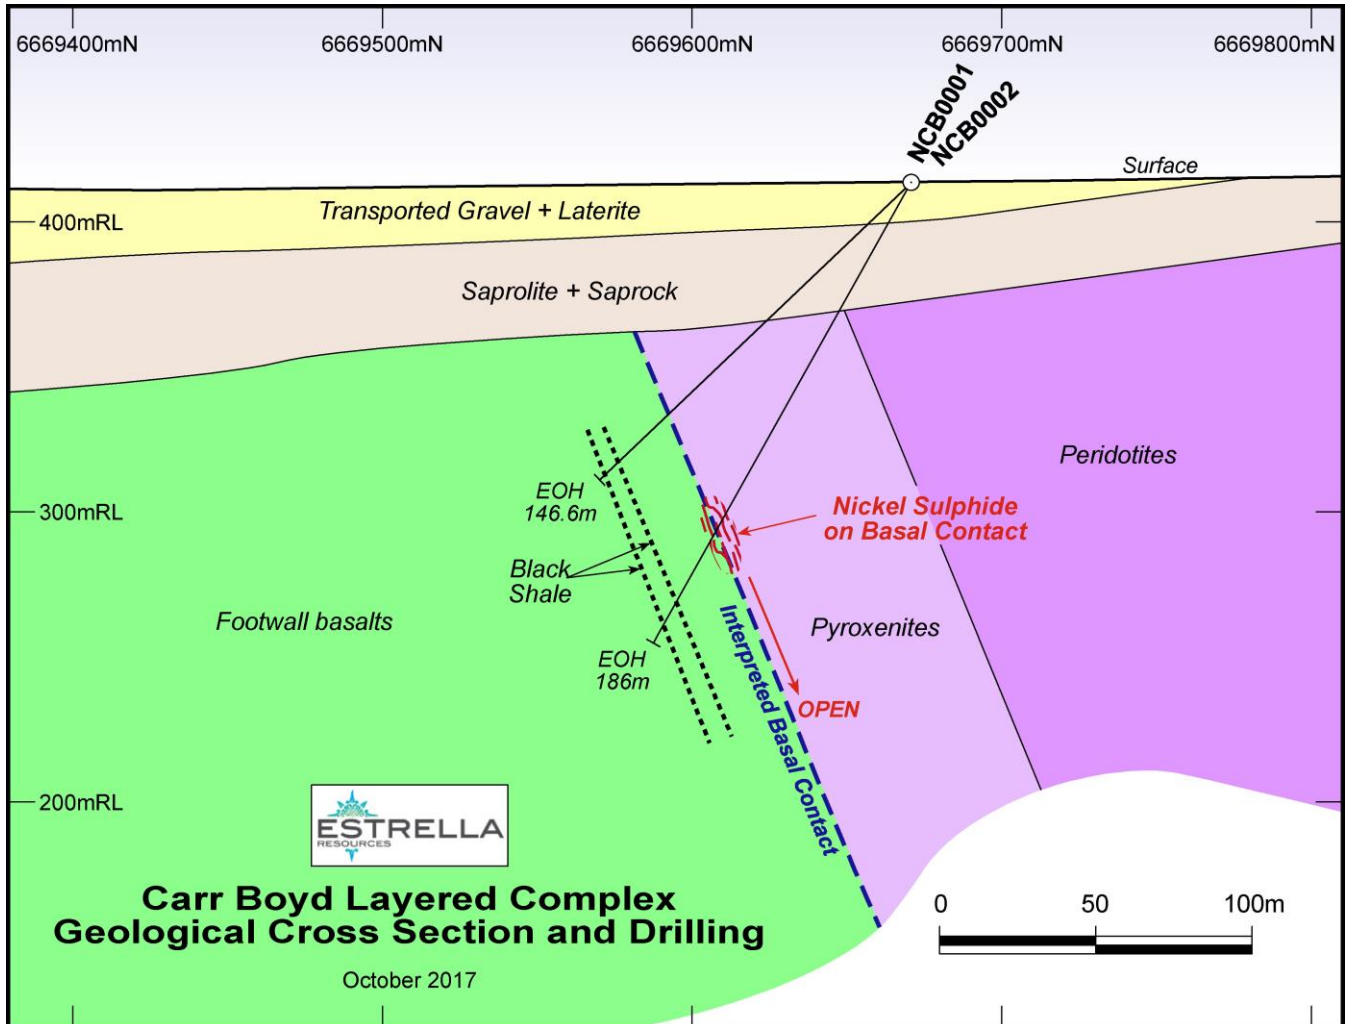 6669400mN
6669500mN
6669600mN
6669700mN
6669800mN
NCB0001
NCB0002
Surface
Transported Gravel + Laterite
400mRL
Saprolite + Saprock
Peridotites
EOH
146.6m
300mRL
Nickel Sulphide
on Basal Contact
Black
Shale
Footwall basalts
Pyroxenites
EOH
186m
Interpreted Basal Contact
OPEN
200mRL
ESTRELLA
RESOURCES
Carr Boyd Layered Complex
Geological Cross Section and Drilling
October 2017
0
50
100m